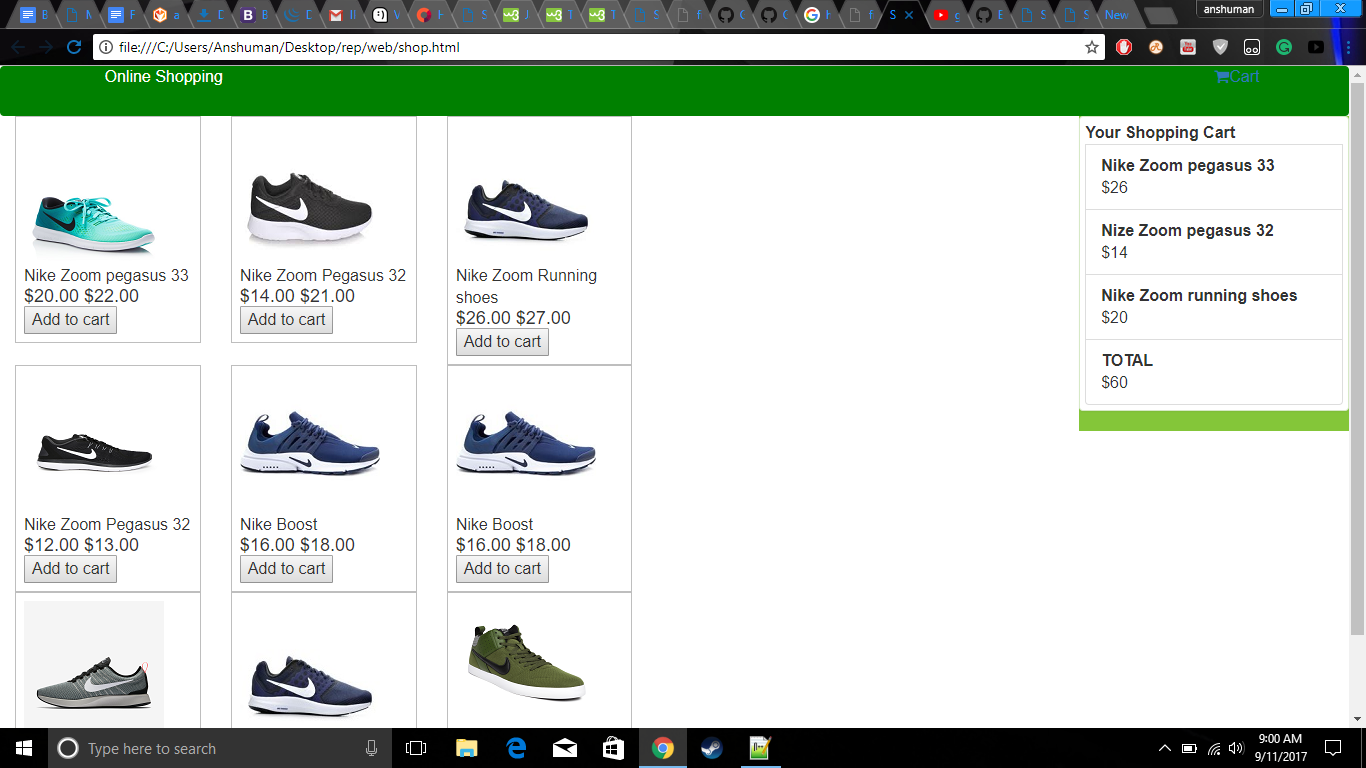 B
M
F
a
D
B
B
D
II
V
H
S
J
T
T
S
f
C
C
H
f
S
g
E
S
S
New
anshuman
file:///C:/Users/Anshuman/Desktop/rep/web/shop.html
Online Shopping
Cart
Nike Zoom pegasus 33
$20.00 $22.00
Add to cart
Nike Zoom Pegasus 32
$14.00 $21.00
Add to cart
Nike Zoom Running
shoes
$26.00 $27.00
Add to cart
Nike Zoom Pegasus 32
$12.00 $13.00
Add to cart
Nike Boost
$16.00 $18.00
Add to cart
Nike Boost
$16.00 $18.00
Add to cart
Your Shopping Cart
Nike Zoom pegasus 33
$26
Nize Zoom pegasus 32
$14
Nike Zoom running shoes
$20
TOTAL
$60
Type here to search
9:00 AM
9/11/2017